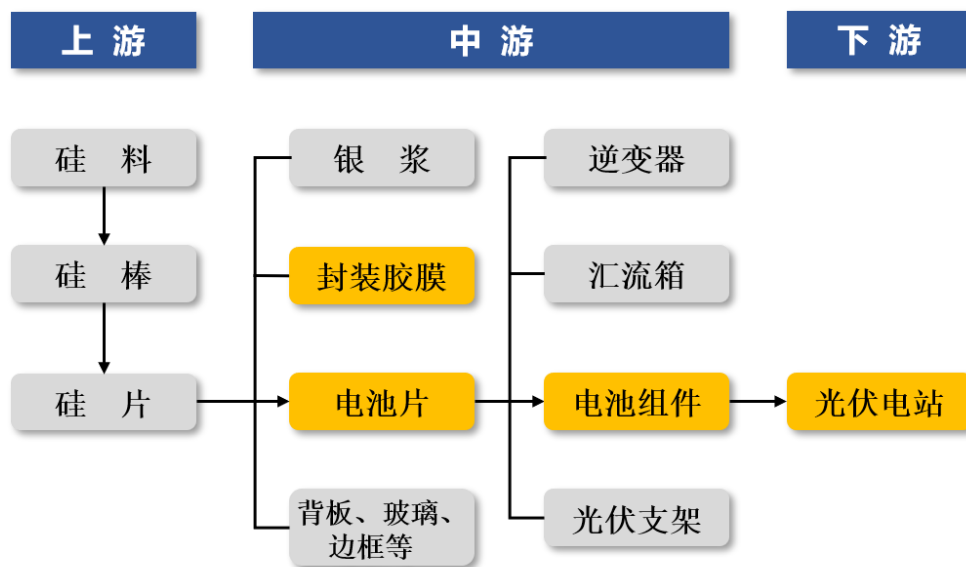 上 游
中 游
下 游
硅 料
银 浆
逆变器
硅 棒
封装胶膜
汇流箱
硅 片
电池片
电池组件
光伏电站
背板、玻璃、
边框等
光伏支架